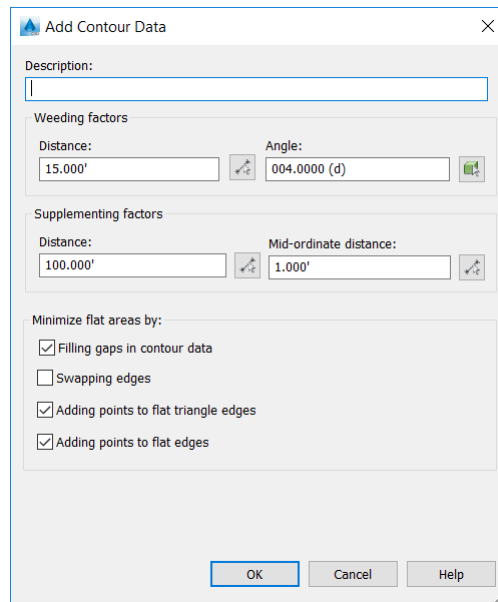 Add Contour Data
Description:
Weeding factors
Distance: Angle:
15.000' 004.0000 (d)
Supplementing factors
Distance: Mid-ordinate distance:
100.000' 1.000'
Minimize flat areas by:
Filling gaps in contour data
Swapping edges
Adding points to flat triangle edges
Adding points to flat edges
OK Cancel Help